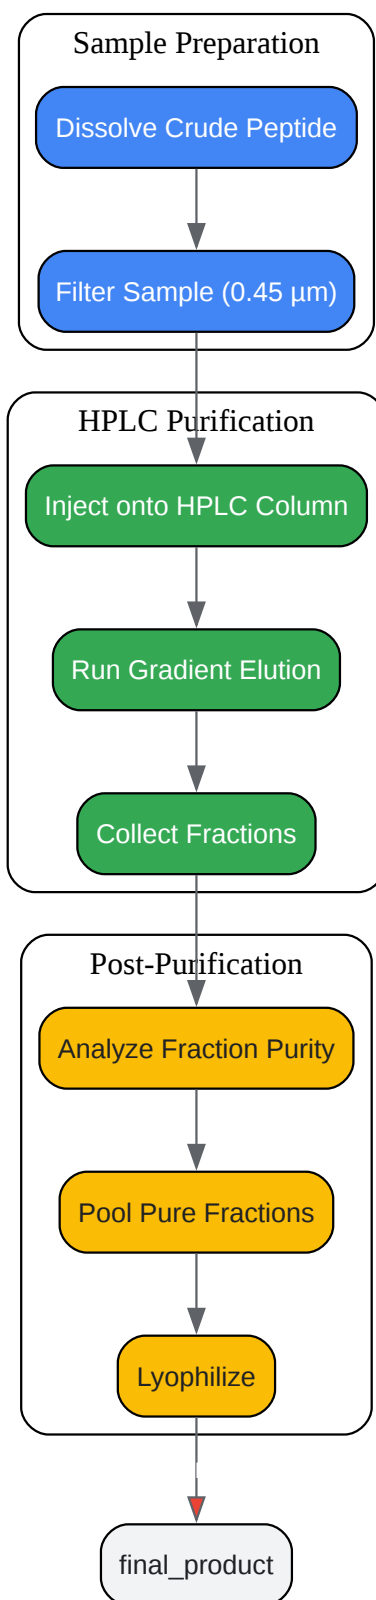 Sample Preparation
Dissolve Crude Peptide
Filter Sample (0.45 µm)
HPLC Purification
Inject onto HPLC Column
Run Gradient Elution
Collect Fractions
Post-Purification
Analyze Fraction Purity
Pool Pure Fractions
Lyophilize
final_product